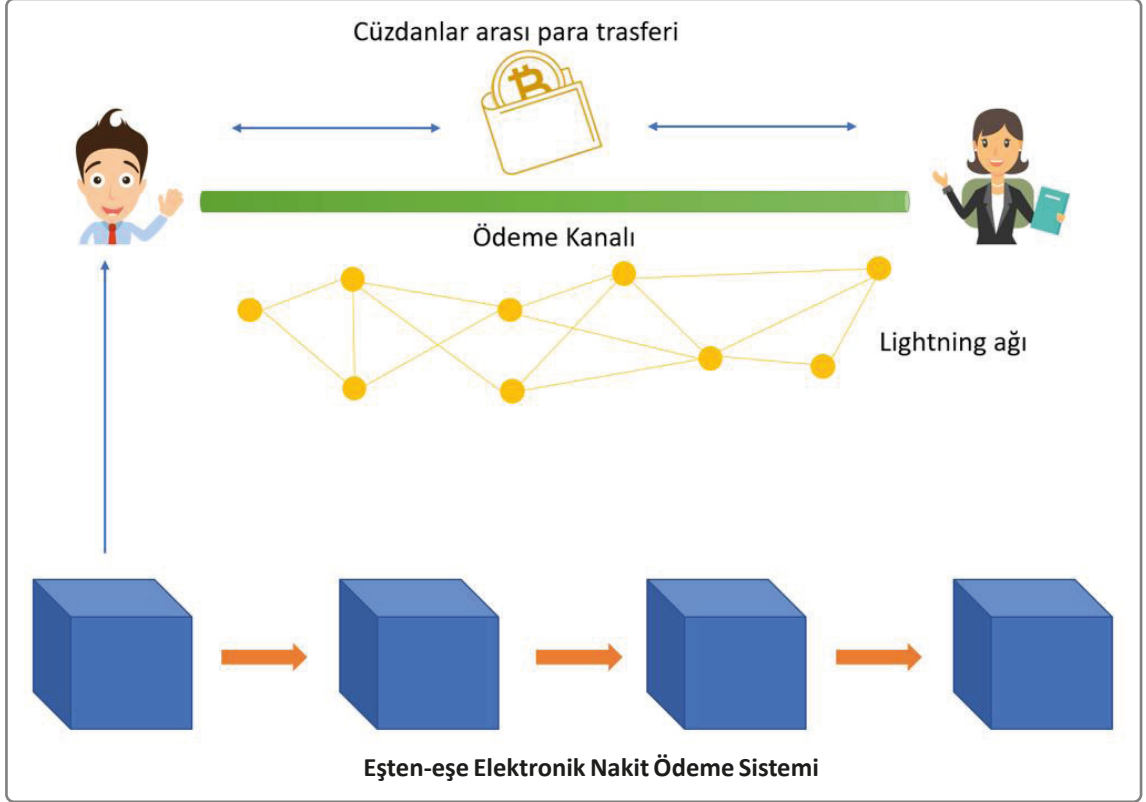 Cüzdanlar arası para trasferi
Ödeme Kanalı
Lightning ağı
Eşten-eşe Elektronik Nakit Ödeme Sistemi